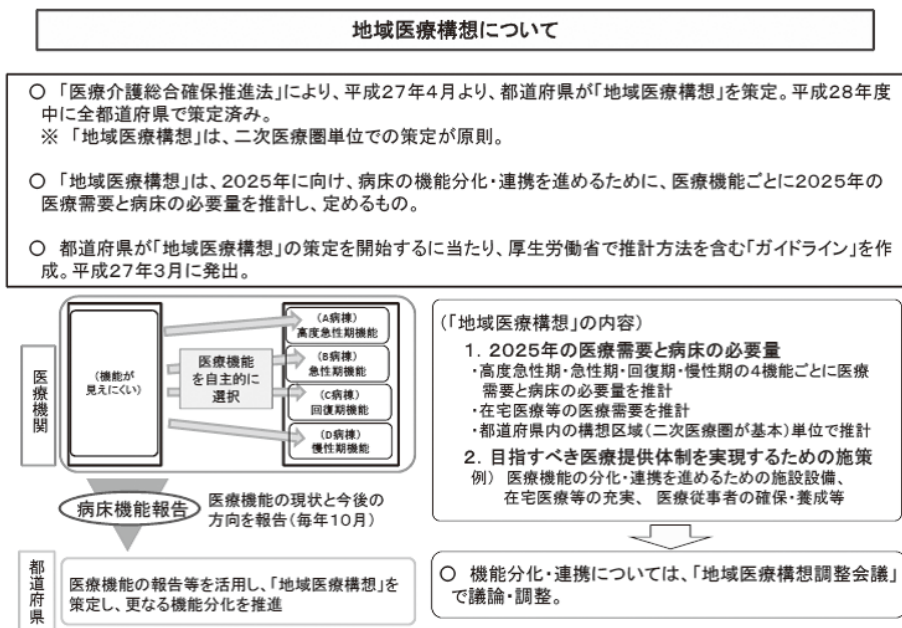 地域医療構想について
○ 「医療介護総合確保推進法」により、平成27年4月より、都道府県が「地域医療構想」を策定。平成28年度
中に全都道府県で策定済み。
※ 「地域医療構想」は、二次医療圏単位での策定が原則。
○ 「地域医療構想」は、2025年に向け、病床の機能分化・連携を進めるために、医療機能ごとに2025年の
医療需要と病床の必要量を推計し、定めるもの。
○ 都道府県が「地域医療構想」の策定を開始するに当たり、厚生労働省で推計方法を含む「ガイドライン」を作
成。平成27年3月に発出。
医療機関
(機能が
見えにくい)
医療機能
を自主的に
選択
(A病棟)
高度急性期機能
(B病棟)
急性期機能
(C病棟)
回復期機能
(D病棟)
慢性期機能
病床機能報告
医療機能の現状と今後の
方向を報告(毎年10月)
都道府県
医療機能の報告等を活用し、「地域医療構想」を
策定し、更なる機能分化を推進
(「地域医療構想」の内容)
1. 2025年の医療需要と病床の必要量
・高度急性期・急性期・回復期・慢性期の4機能ごとに医療
需要と病床の必要量を推計
・在宅医療等の医療需要を推計
・都道府県内の構想区域(二次医療圏が基本)単位で推計
2. 目指すべき医療提供体制を実現するための施策
例) 医療機能の分化・連携を進めるための施設設備、
在宅医療等の充実、 医療従事者の確保・養成等
○ 機能分化・連携については、「地域医療構想調整会議」
で議論・調整。